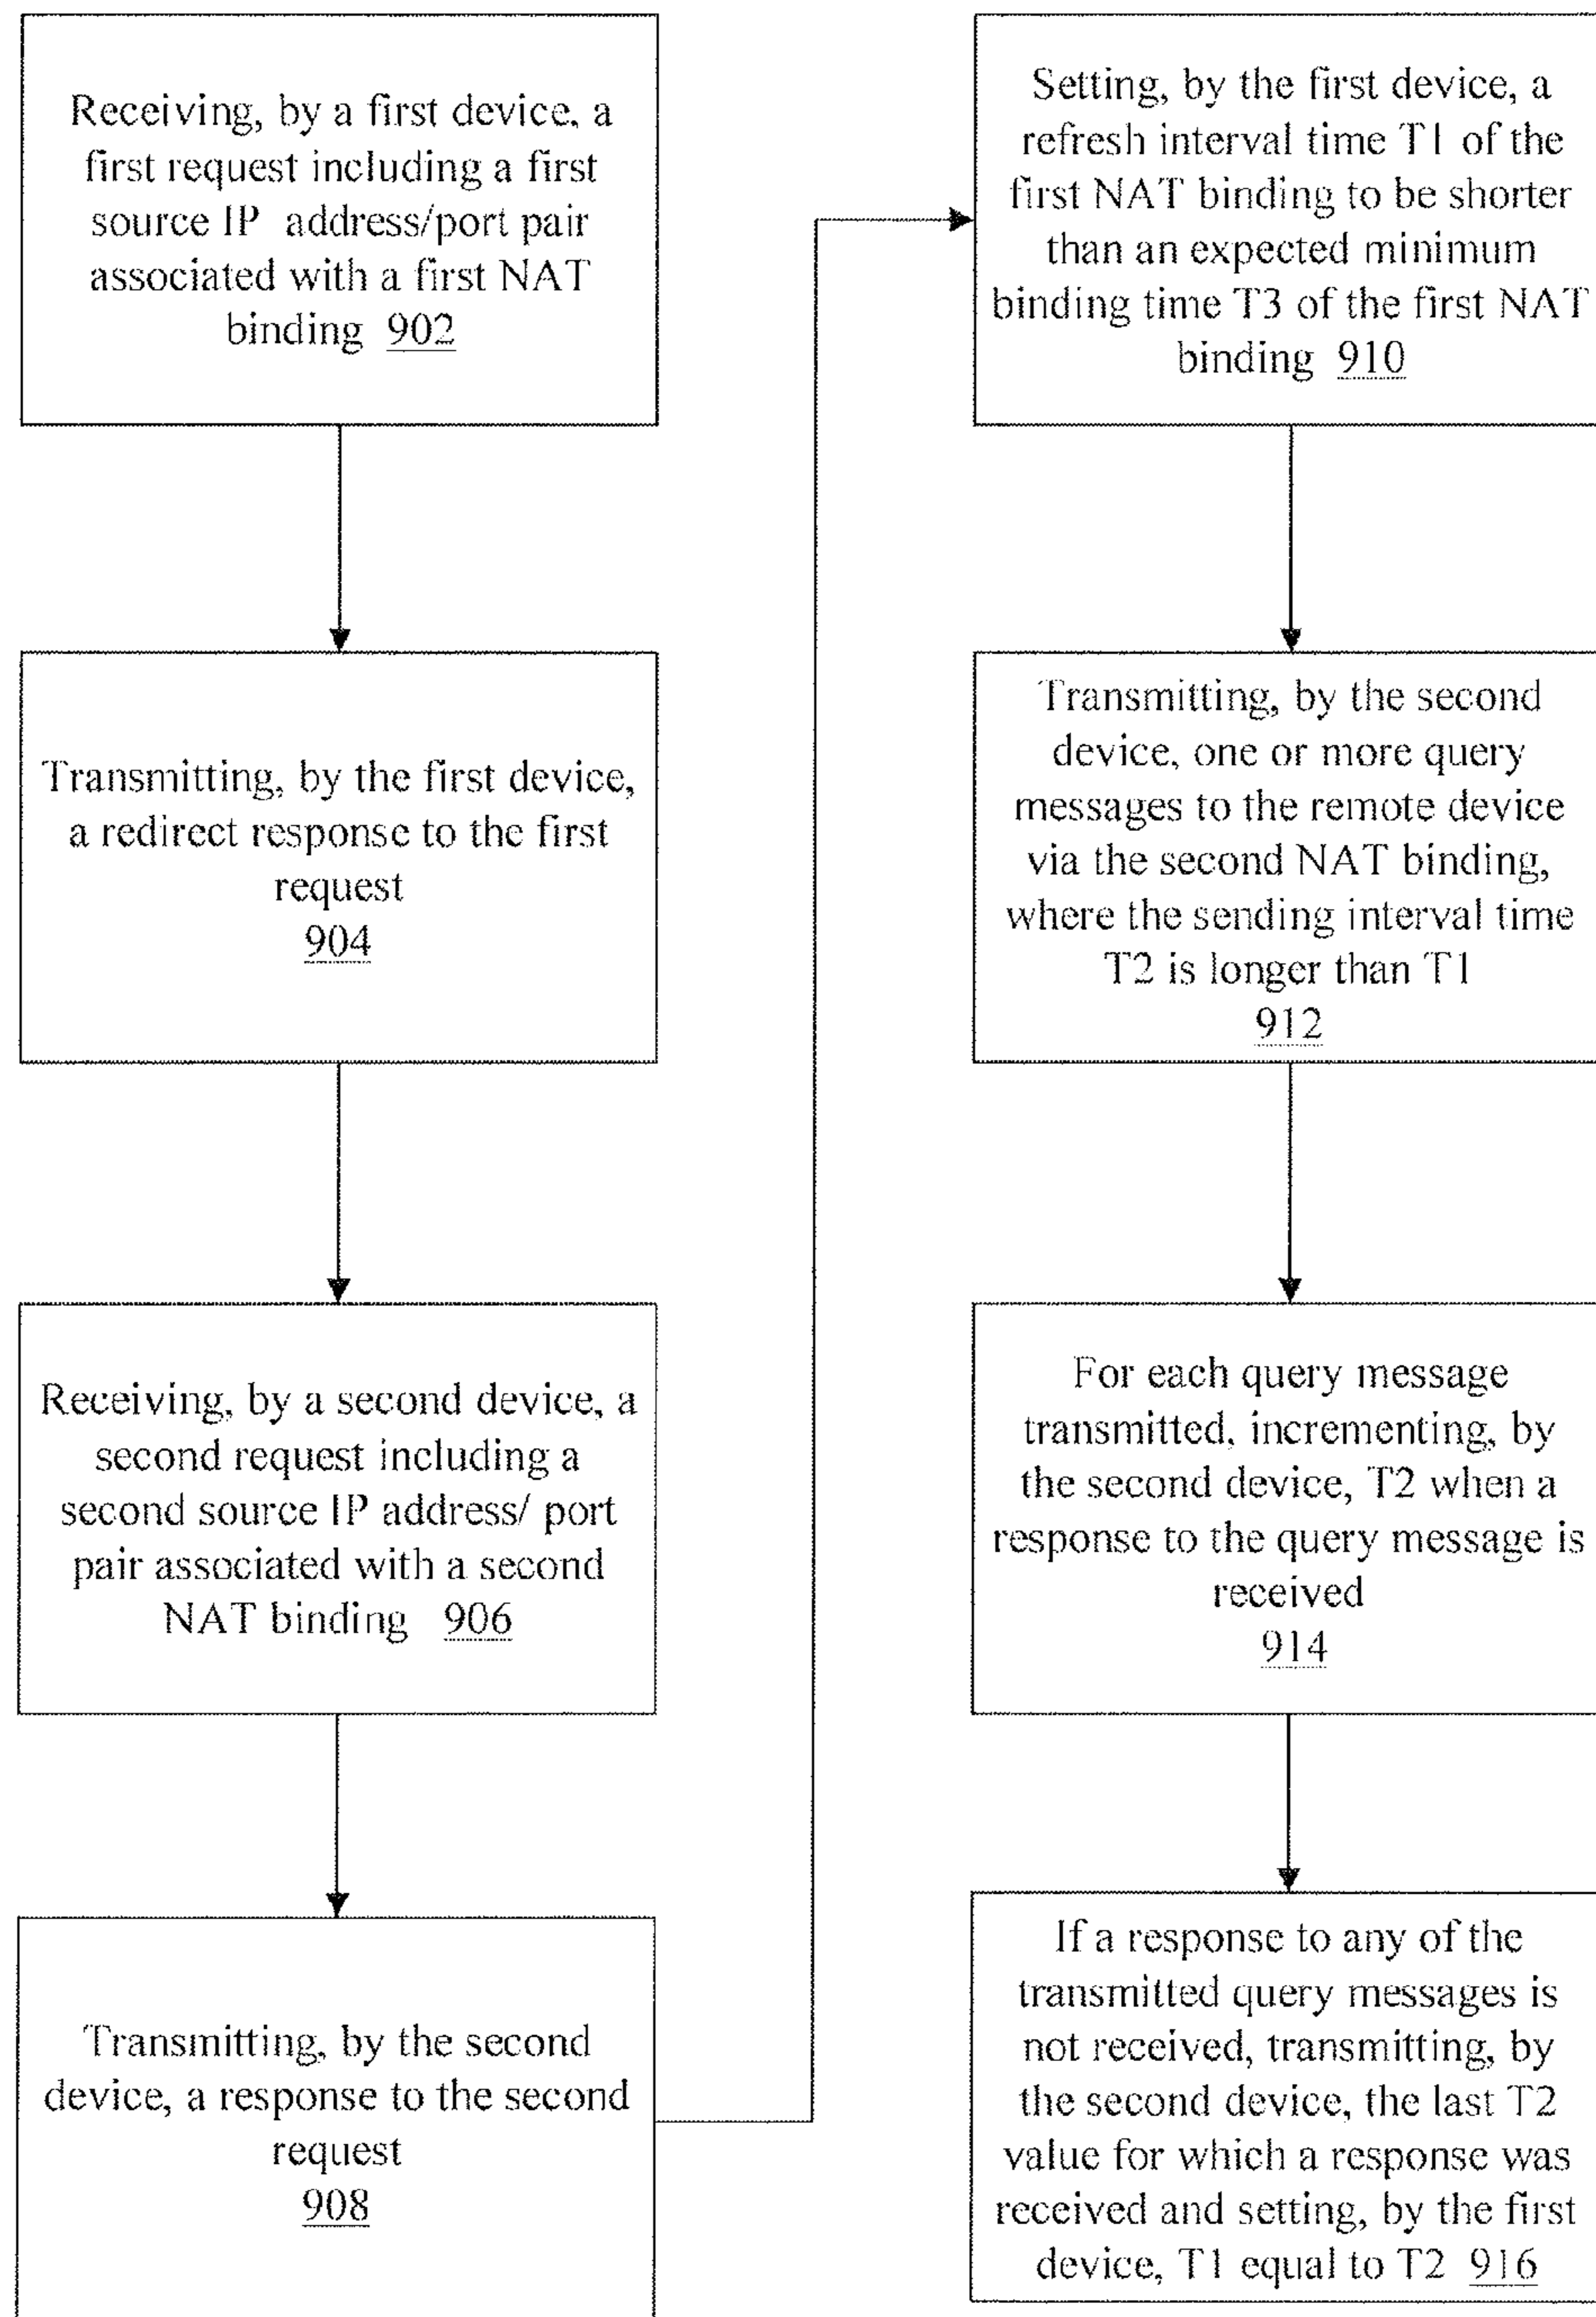 Receiving, by a first device, a
first request including a first
source IP address/port pair
associated with a first NAT
binding 902
Transmitting, by the first device,
a redirect response to the first
request
904
Receiving, by a second device, a
second request including a
second source IP address/ port
pair associated with a second
NAT binding 906
Transmitting, by the second
device, a response to the second
request
908
Setting, by the first device, a
refresh interval time T1 of the
first NAT binding to be shorter
than an expected minimum
binding time T3 of the first NAT
binding 910
Transmitting, by the second
device, one or more query
messages to the remote device
via the second NAT binding,
where the sending interval time
T2 is longer than T1
912
For each query message
transmitted, incrementing, by
the second device, T2 when a
response to the query message is
received
914
If a response to any of the
transmitted query messages is
not received, transmitting, by
the second device, the last T2
value for which a response was
received and setting, by the first
device, T1 equal to T2 916